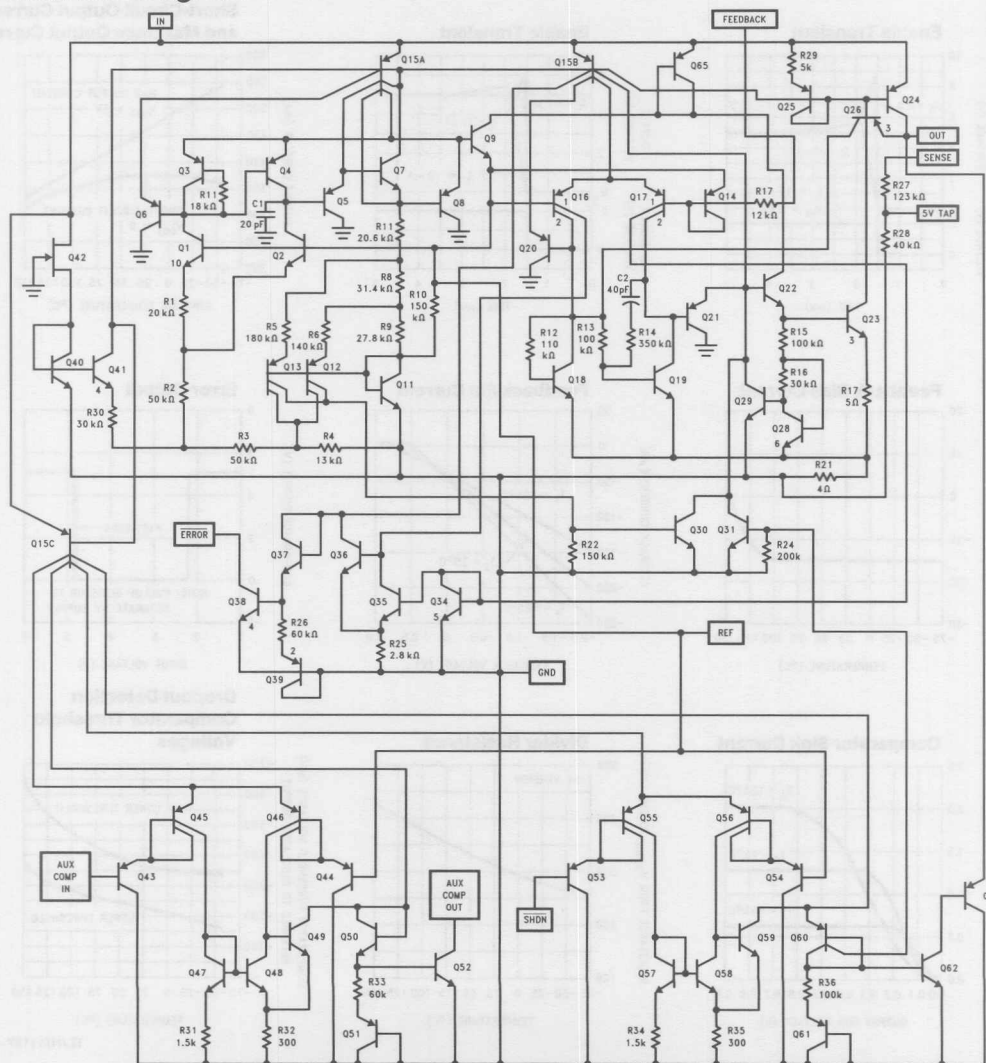 IN
FEEDBACK
Q15A
Q15B
Q65
R29
5k
Q25
Q26
Q24
3
OUT
SENSE
R27
123 kΩ
5V TAP
R28
40 kΩ
Q3
R11
18 kΩ
Q4
Q9
Q7
Q6
C1
20 pF
Q5
Q8
Q16
1
2
Q17
1
2
Q14
R17
12 kΩ
Q1
10
Q2
R11
20.6 kΩ
Q20
Q42
R8
31.4 kΩ
R10
150
kΩ
C2
40pF
Q21
Q22
Q23
3
R1
20 kΩ
R5
180 kΩ
R6
140 kΩ
R9
27.8 kΩ
R12
110
kΩ
R13
100
kΩ
R14
350 kΩ
R15
100 kΩ
Q40
Q41
4
Q13
Q12
Q11
Q18
Q19
R16
30 kΩ
R2
50 kΩ
R30
30 kΩ
Q29
Q28
6
R17
5Ω
R3
50 kΩ
R4
13 kΩ
R21
4Ω
Q15C
ERROR
Q37
Q36
R22
150 kΩ
Q30
Q31
R24
200k
Q38
Q35
Q34
5
R26
60 kΩ
R25
2.8 kΩ
REF
2
Q39
GND
Q45
Q46
Q55
Q56
AUX
COMP
IN
Q43
Q44
AUX
COMP
OUT
Q53
Q54
SHDN
Q49
Q50
Q59
Q60
Q47
Q48
Q52
Q57
Q58
Q62
R33
60k
R36
100k
R31
1.5k
R32
300
Q51
R34
1.5k
R35
300
Q61